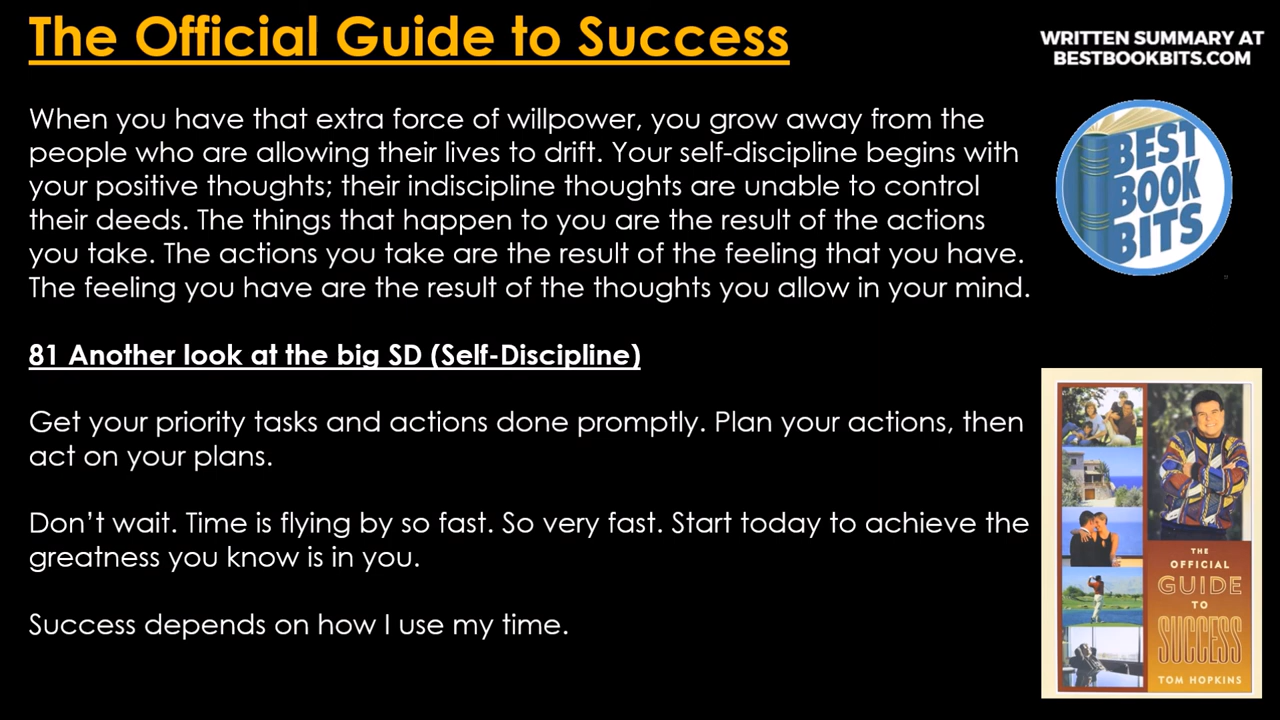 The Official Guide to Success
WRITTEN SUMMARY AT
BESTBOOKBITS.COM
When you have that extra force of willpower, you grow away from the
people who are allowing their lives to drift. Your self-discipline begins with
your positive thoughts; their indiscipline thoughts are unable to control
their deeds. The things that happen to you are the result of the actions
you take. The actions you take are the result of the feeling that you have.
The feeling you have are the result of the thoughts you allow in your mind.
BEST
BOOK
BITS
81 Another look at the big SD (Self-Discipline)
Get your priority tasks and actions done promptly. Plan your actions, then
act on your plans.
Don’t wait. Time is flying by so fast. So very fast. Start today to achieve the
greatness you know is in you.
Success depends on how I use my time.
THE
OFFICIAL
GUIDE
TO
SUCCESS
TOM HOPKINS